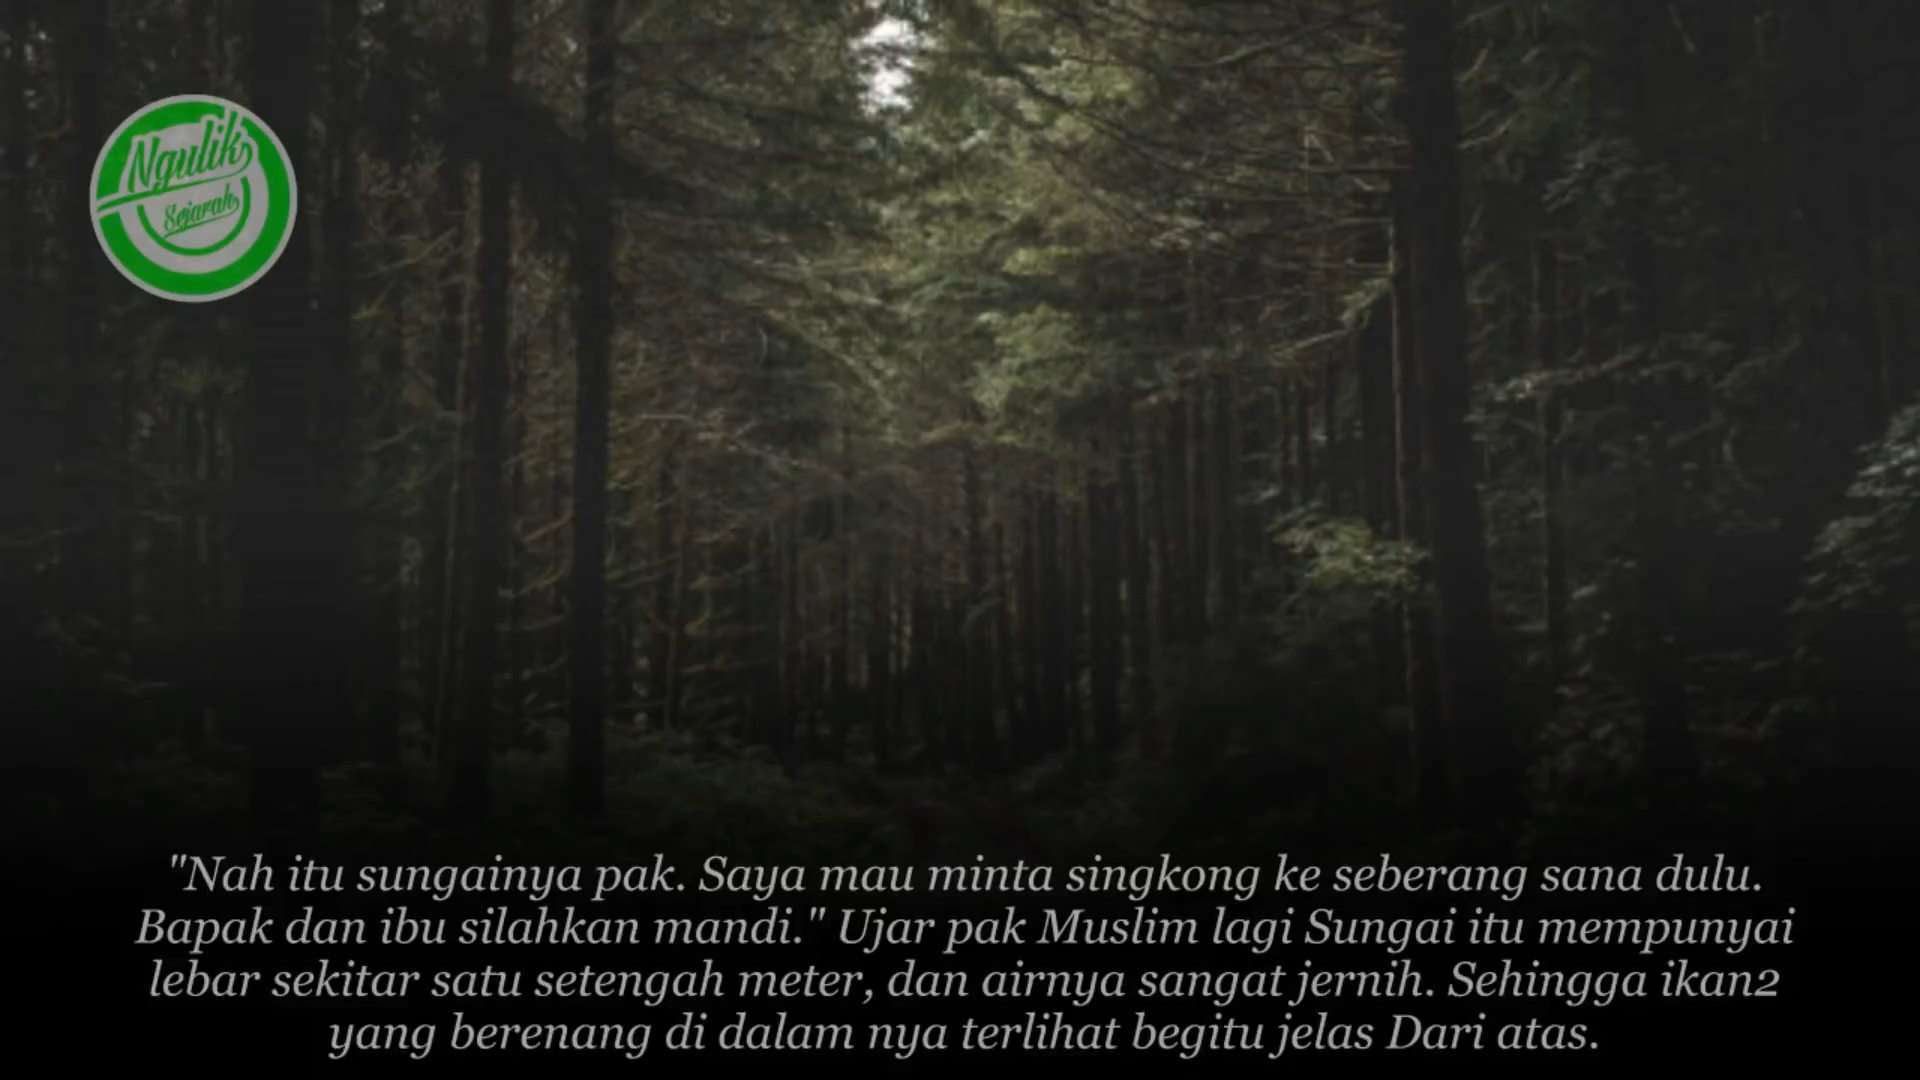 Ngulik
Sejarah
"Nah itu sungainya pak. Saya mau minta singkong ke seberang sana dulu.
Bapak dan ibu silahkan mandi." Ujar pak Muslim lagi Sungai itu mempunyai
lebar sekitar satu setengah meter, dan airnya sangat jernih. Sehingga ikan2
yang berenang di dalam nya terlihat begitu jelas Dari atas.